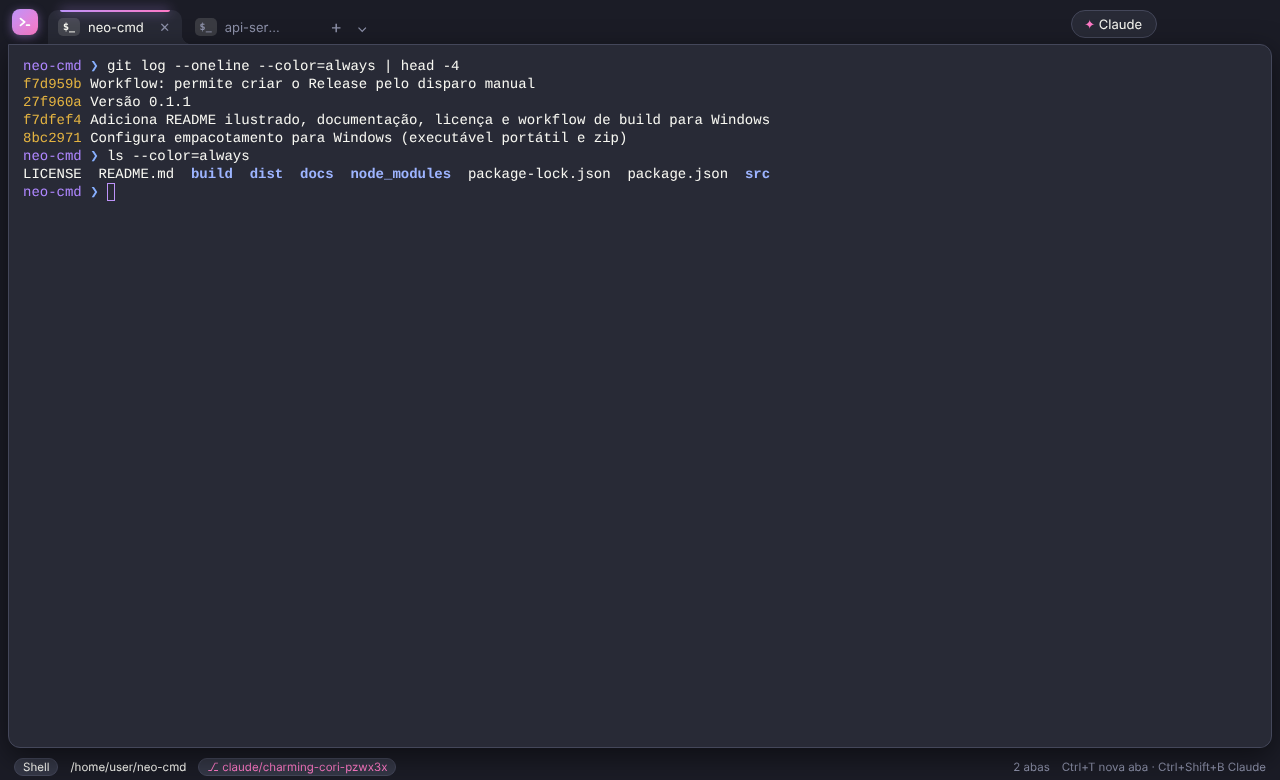 $_ neo-cmd × $_ api-ser... + ✦ Claude
neo-cmd ❯ git log --oneline --color=always | head -4
f7d959b Workflow: permite criar o Release pelo disparo manual
27f960a Versão 0.1.1
f7dfef4 Adiciona README ilustrado, documentação, licença e workflow de build para Windows
8bc2971 Configura empacotamento para Windows (executável portátil e zip)
neo-cmd ❯ ls --color=always
LICENSE  README.md  build  dist  docs  node_modules  package-lock.json  package.json  src
neo-cmd ❯
Shell /home/user/neo-cmd ⎇ claude/charming-cori-pzwx3x 2 abas Ctrl+T nova aba · Ctrl+Shift+B Claude